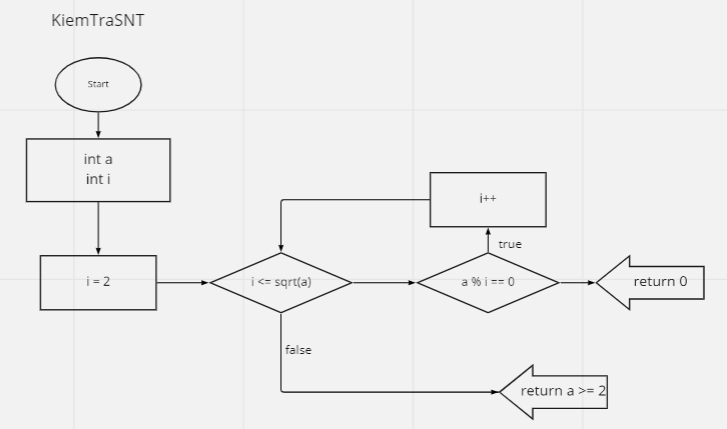 KiemTraSNT
Start
int a
int i
i = 2
i <= sqrt(a)
a % i == 0
i++
true
return 0
false
return a >= 2